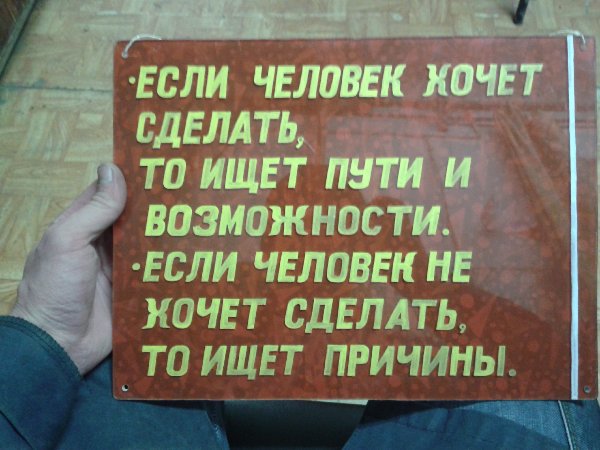 ·ЕСЛИ ЧЕЛОВЕК ХОЧЕТ
СДЕЛАТЬ,
ТО ИЩЕТ ПУТИ И
ВОЗМОЖНОСТИ.
·ЕСЛИ ЧЕЛОВЕК НЕ
ХОЧЕТ СДЕЛАТЬ,
ТО ИЩЕТ ПРИЧИНЫ.